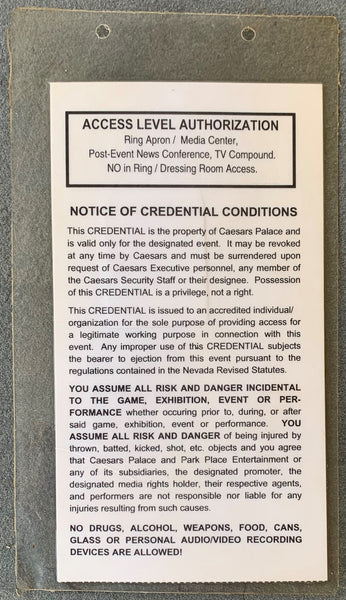 ACCESS LEVEL AUTHORIZATION
Ring Apron / Media Center,
Post-Event News Conference, TV Compound.
NO in Ring / Dressing Room Access.
NOTICE OF CREDENTIAL CONDITIONS
This CREDENTIAL is the property of Caesars Palace and
is valid only for the designated event. It may be revoked
at any time by Caesars and must be surrendered upon
request of Caesars Executive personnel, any member of
the Caesars Security Staff or their designee. Possession
of this CREDENTIAL is a privilege, not a right.
This CREDENTIAL is issued to an accredited individual/
organization for the sole purpose of providing access for
a legitimate working purpose in connection with this
event. Any improper use of this CREDENTIAL subjects
the bearer to ejection from this event pursuant to the
regulations contained in the Nevada Revised Statutes.
YOU ASSUME ALL RISK AND DANGER INCIDENTAL
TO THE GAME, EXHIBITION, EVENT OR PER-
FORMANCE whether occurring prior to, during, or after
said game, exhibition, event or performance. YOU
ASSUME ALL RISK AND DANGER of being injured by
thrown, batted, kicked, shot, etc. objects and you agree
that Caesars Palace and Park Place Entertainment or
any of its subsidiaries, the designated promoter, the
designated media rights holder, their respective agents,
and performers are not responsible nor liable for any
injuries resulting from such causes.
NO DRUGS, ALCOHOL, WEAPONS, FOOD, CANS,
GLASS OR PERSONAL AUDIO/VIDEO RECORDING
DEVICES ARE ALLOWED!